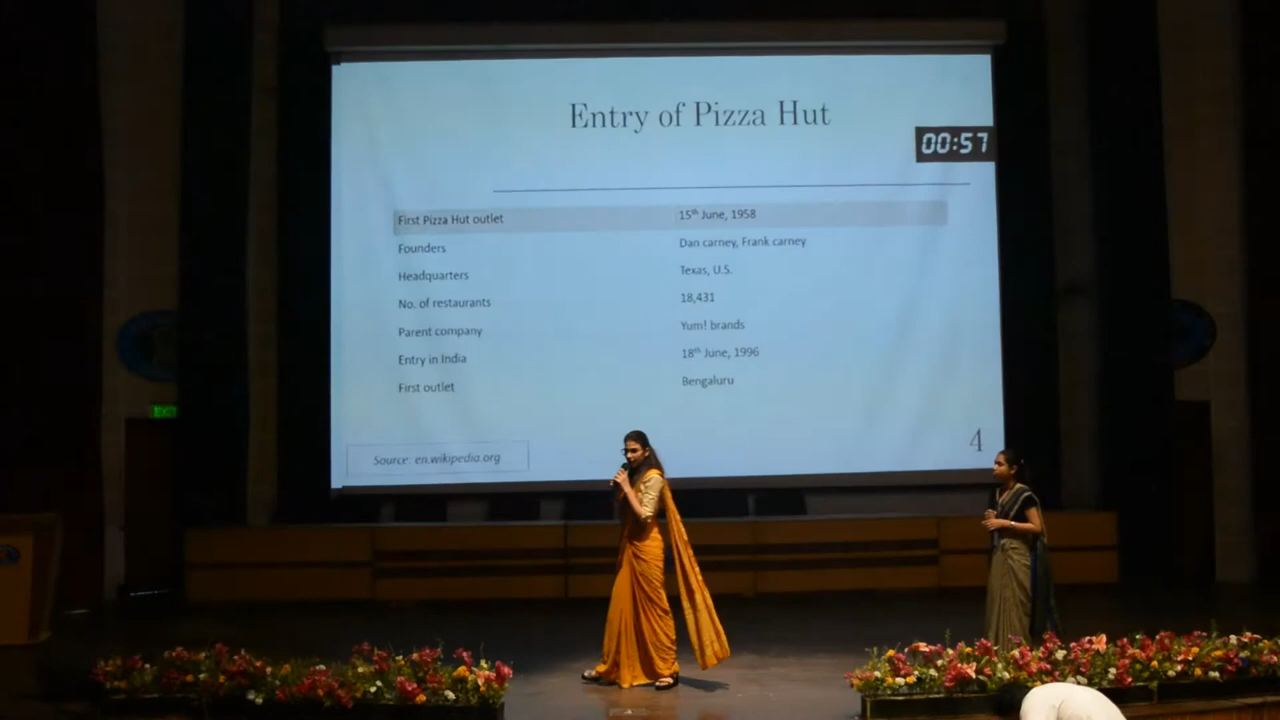 Entry of Pizza Hut
00:57
First Pizza Hut outlet 15th June, 1958
Founders Dan carney, Frank carney
Headquarters Texas, U.S.
No. of restaurants 18,431
Parent company Yum! brands
Entry in India 18th June, 1996
First outlet Bengaluru
4
Source: en.wikipedia.org
EXIT